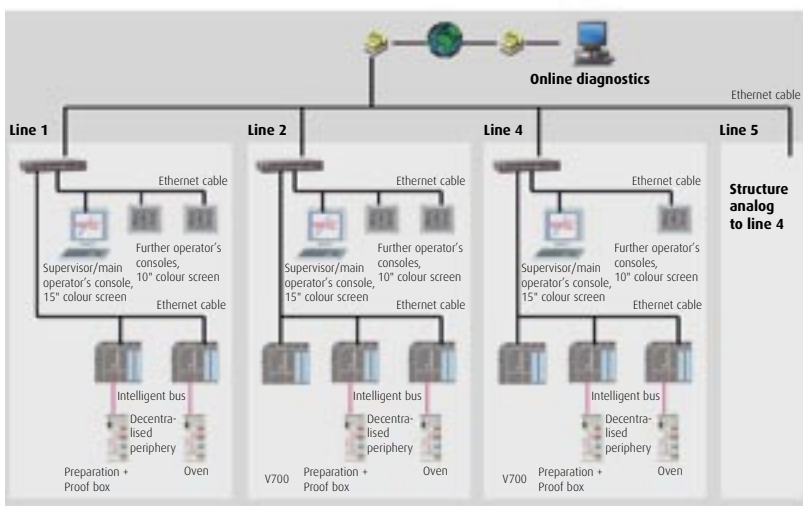 Online diagnostics
Ethernet cable
Line 1
Line 2
Line 4
Line 5
Ethernet cable
Supervisor/main
operator's console,
15" colour screen
Further operator's
consoles,
10" colour screen
Ethernet cable
Intelligent bus
Decentra-
lised
periphery
Preparation +
Proof box
Oven
Ethernet cable
Supervisor/main
operator's console,
15" colour screen
Further operator's
consoles,
10" colour screen
Ethernet cable
Intelligent bus
Decentra-
lised
periphery
V700
Preparation +
Proof box
Oven
Ethernet cable
Supervisor/main
operator's console,
15" colour screen
Further operator's
consoles,
10" colour screen
Ethernet cable
Intelligent bus
Decentra-
lised
periphery
V700
Preparation +
Proof box
Oven
Structure
analog
to line 4